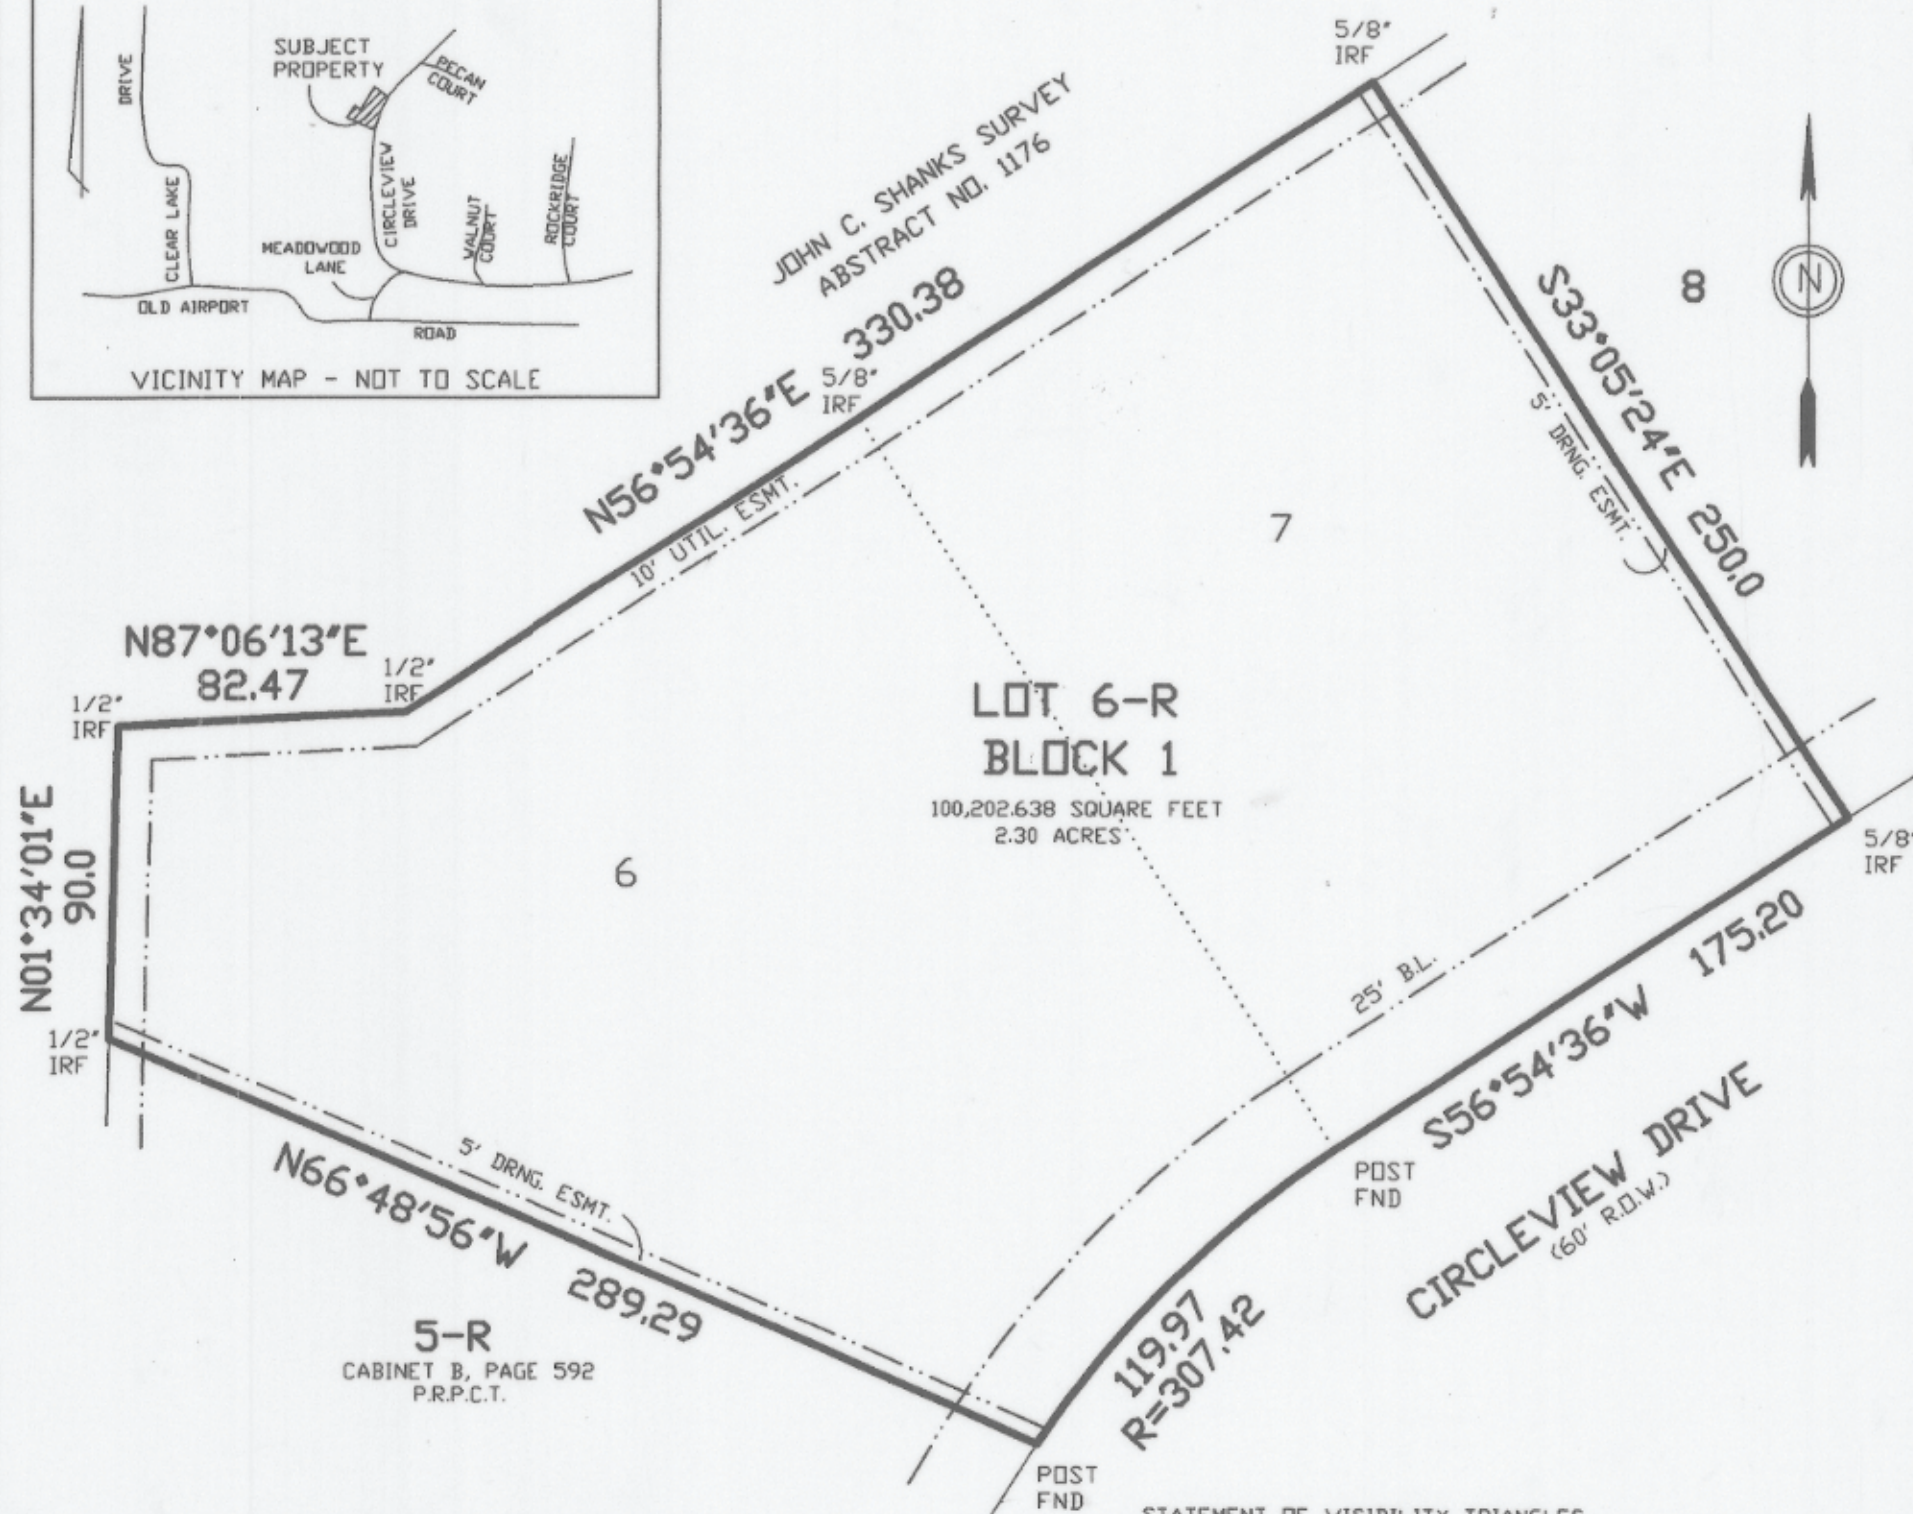 DRIVE
SUBJECT
PROPERTY
PECAN
COURT
CLEAR LAKE
CIRCLEVIEW
DRIVE
WALNUT
COURT
ROCKRIDGE
COURT
MEADOWOOD
LANE
OLD AIRPORT
ROAD
VICINITY MAP - NOT TO SCALE
5/8"
IRF
JOHN C. SHANKS SURVEY
ABSTRACT NO. 1176
N56°54'36"E 330.38
5/8"
IRF
10' UTIL. ESMT.
8
N
S33°05'24"E 250.0
5' DRNG. ESMT.
7
N87°06'13"E
82.47
1/2"
IRF
1/2"
IRF
LOT 6-R
BLOCK 1
100,202.638 SQUARE FEET
2.30 ACRES
6
N01°34'01"E
90.0
1/2"
IRF
5/8"
IRF
25' B.L.
S56°54'36"W 175.20
CIRCLEVIEW DRIVE
(60' R.O.W.)
POST
FND
5' DRNG. ESMT.
N66°48'56"W 289.29
5-R
CABINET B, PAGE 592
P.R.P.C.T.
119.97
R=307.42
POST
FND
STATEMENT OF VISIBILITY TRIANGLES